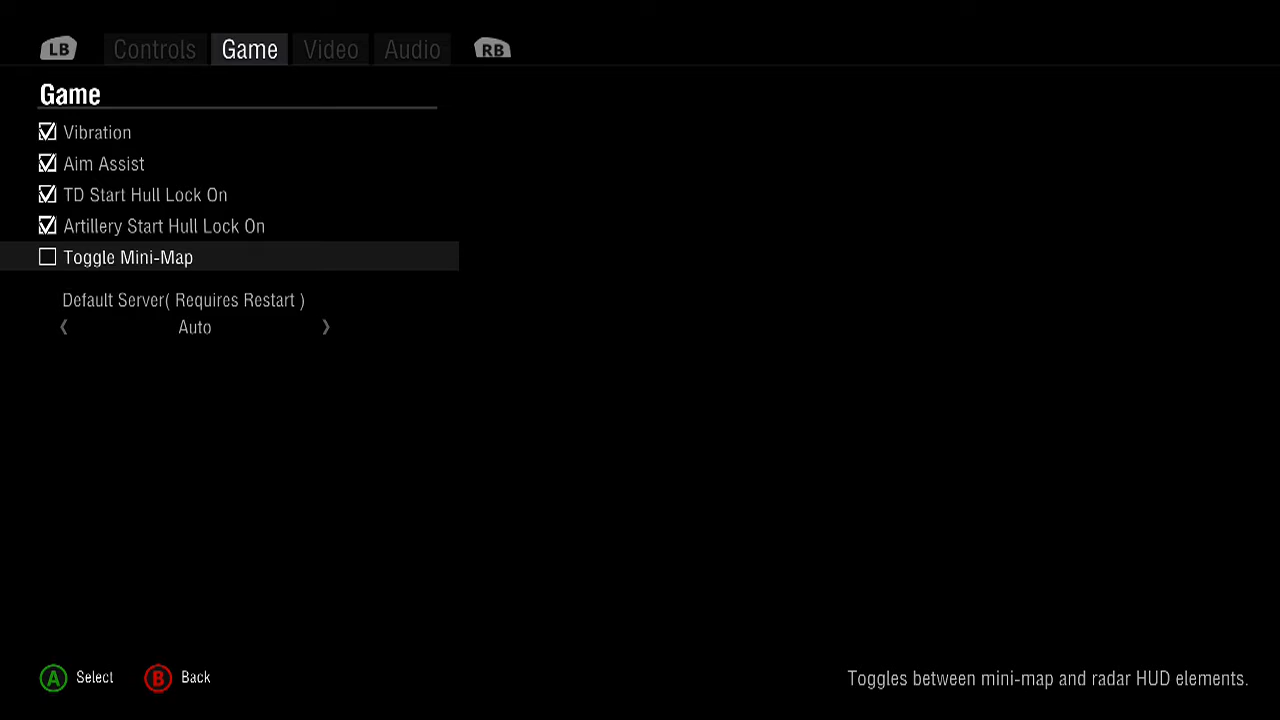 LB Controls Game Video Audio RB
Game
Vibration
Aim Assist
TD Start Hull Lock On
Artillery Start Hull Lock On
Toggle Mini-Map
Default Server( Requires Restart )
Auto
A Select B Back
Toggles between mini-map and radar HUD elements.